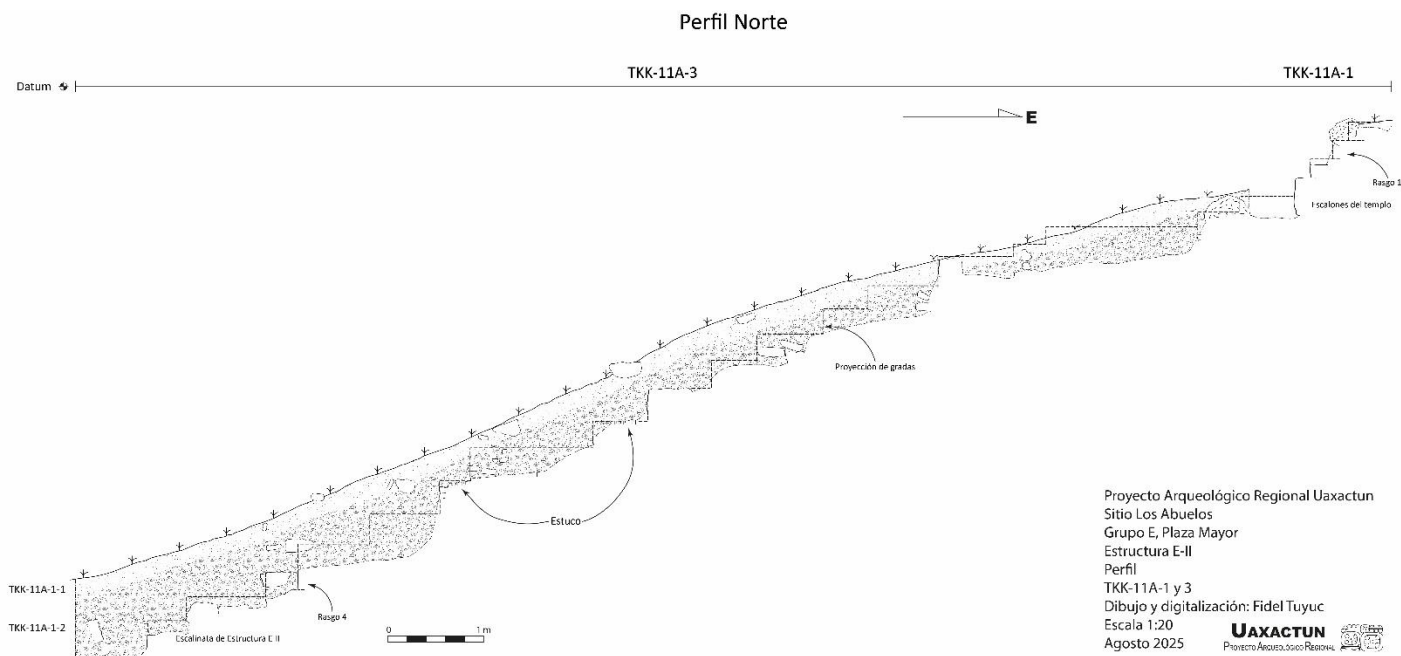 Perfil Norte
TKK-11A-3
TKK-11A-1
Datum
E
Rasgo 1
Escalones del templo
Proyección de gradas
Estuco
TKK-11A-1-1
Rasgo 4
TKK-11A-1-2
Escalinata de Estructura E II
0 1 m
Proyecto Arqueológico Regional Uaxactun
Sitio Los Abuelos
Grupo E, Plaza Mayor
Estructura E-II
Perfil
TKK-11A-1 y 3
Dibujo y digitalización: Fidel Tuyuc
Escala 1:20
Agosto 2025
UAXACTUN
PROYECTO ARQUEOLÓGICO REGIONAL